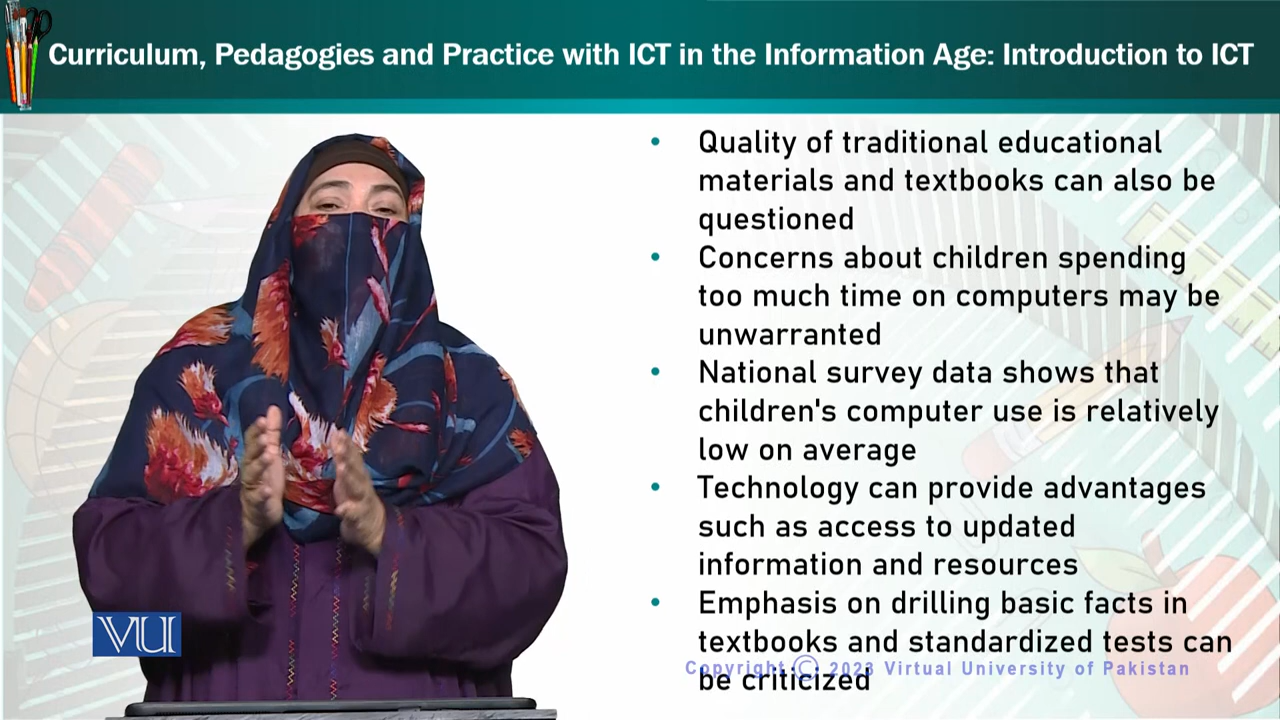 Curriculum, Pedagogies and Practice with ICT in the Information Age: Introduction to ICT
• Quality of traditional educational
materials and textbooks can also be
questioned
• Concerns about children spending
too much time on computers may be
unwarranted
• National survey data shows that
children's computer use is relatively
low on average
• Technology can provide advantages
such as access to updated
information and resources
• Emphasis on drilling basic facts in
textbooks and standardized tests can
be criticized
Copyright © 2023 Virtual University of Pakistan
VU